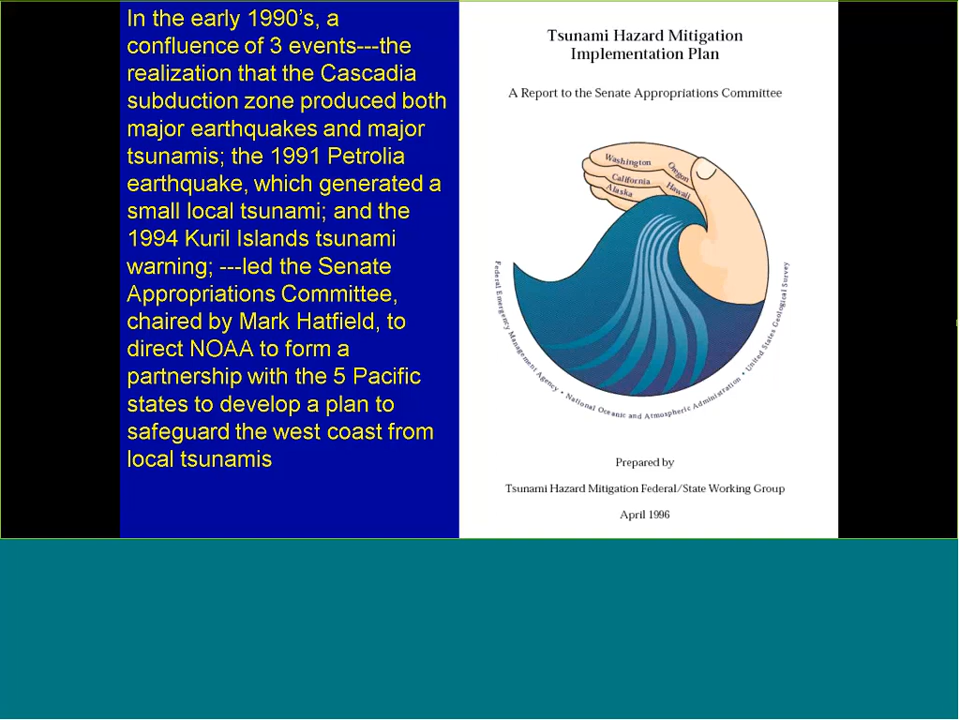 In the early 1990's, a
confluence of 3 events---the
realization that the Cascadia
subduction zone produced both
major earthquakes and major
tsunamis; the 1991 Petrolia
earthquake, which generated a
small local tsunami; and the
1994 Kuril Islands tsunami
warning; ---led the Senate
Appropriations Committee,
chaired by Mark Hatfield, to
direct NOAA to form a
partnership with the 5 Pacific
states to develop a plan to
safeguard the west coast from
local tsunamis
Tsunami Hazard Mitigation
Implementation Plan
A Report to the Senate Appropriations Committee
Washington
Oregon
California
Hawaii
Alaska
Federal Emergency Management Agency • National Oceanic and Atmospheric Administration • United States Geological Survey
Prepared by
Tsunami Hazard Mitigation Federal/State Working Group
April 1996